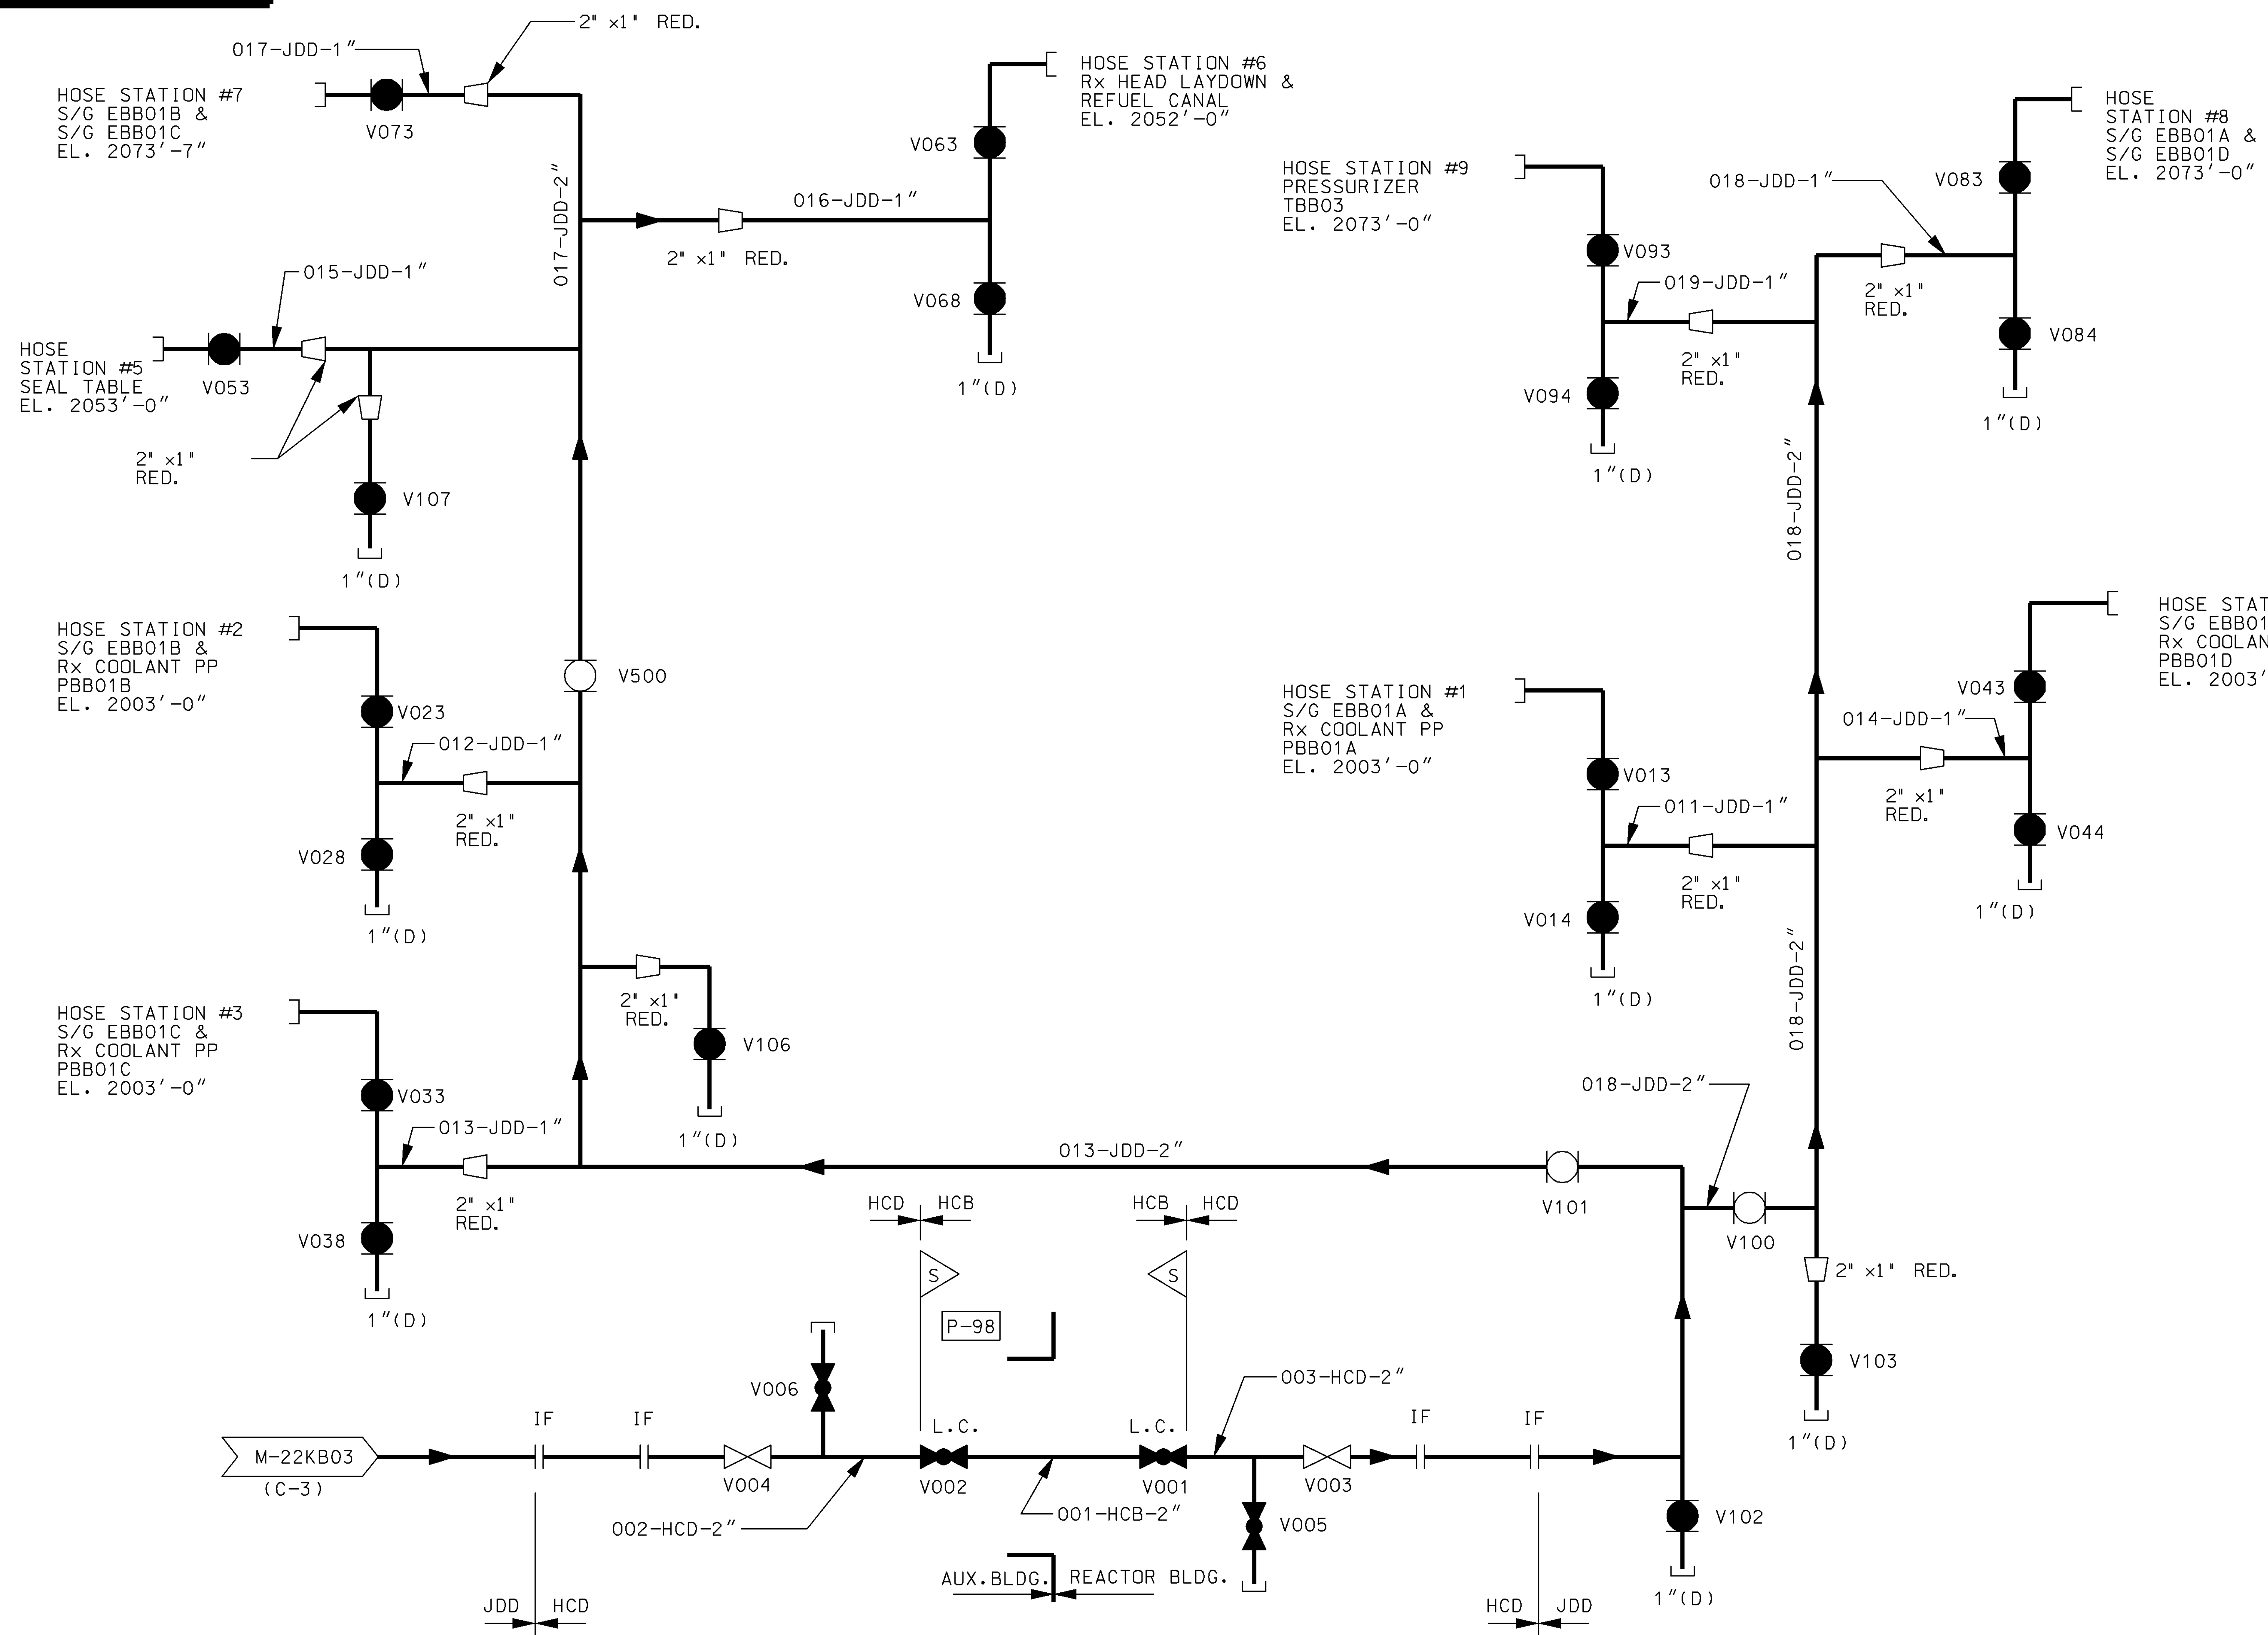 2" x1" RED.
017-JDD-1"
HOSE STATION #7
S/G EBB01B &
S/G EBB01C
EL. 2073'-7"
V073
HOSE STATION #6
Rx HEAD LAYDOWN &
REFUEL CANAL
EL. 2052'-0"
V063
017-JDD-2"
016-JDD-1"
2" x1" RED.
V068
1"(D)
015-JDD-1"
HOSE
STATION #5
SEAL TABLE
EL. 2053'-0"
V053
2" x1"
RED.
V107
1"(D)
HOSE STATION #2
S/G EBB01B &
Rx COOLANT PP
PBB01B
EL. 2003'-0"
V023
V500
012-JDD-1"
2" x1"
RED.
V028
1"(D)
2" x1"
RED.
V106
1"(D)
HOSE STATION #3
S/G EBB01C &
Rx COOLANT PP
PBB01C
EL. 2003'-0"
V033
013-JDD-1"
2" x1"
RED.
V038
1"(D)
HOSE
STATION #8
S/G EBB01A &
S/G EBB01D
EL. 2073'-0"
HOSE STATION #9
PRESSURIZER
TBB03
EL. 2073'-0"
018-JDD-1"
V083
V093
019-JDD-1"
2" x1"
RED.
2" x1"
RED.
V084
1"(D)
V094
1"(D)
018-JDD-2"
HOSE STAT
S/G EBB01
Rx COOLAN
PBB01D
EL. 2003'
V043
014-JDD-1"
2" x1"
RED.
V044
1"(D)
HOSE STATION #1
S/G EBB01A &
Rx COOLANT PP
PBB01A
EL. 2003'-0"
V013
011-JDD-1"
2" x1"
RED.
V014
1"(D)
018-JDD-2"
018-JDD-2"
013-JDD-2"
V101
V100
2" x1" RED.
V103
1"(D)
HCD
HCB
HCB
HCD
S
S
P-98
V006
003-HCD-2"
L.C.
L.C.
IF
IF
IF
IF
M-22KB03
(C-3)
V004
V002
V001
V003
002-HCD-2"
001-HCB-2"
V005
V102
AUX.BLDG.
REACTOR BLDG.
1"(D)
JDD
HCD
HCD
JDD